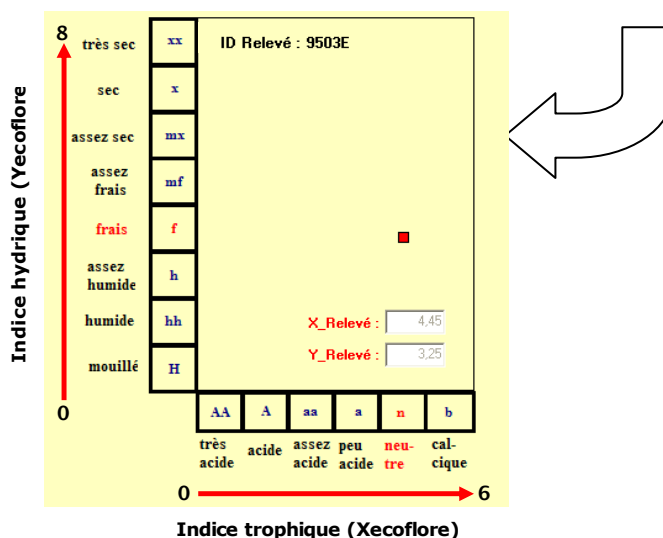 8
très sec
xx
ID Relevé : 9503E
sec
x
assez sec
mx
assez
frais
mf
frais
f
assez
humide
h
humide
hh
X_Relevé :
4,45
Y_Relevé :
3,25
mouillé
H
0
AA
A
aa
a
n
b
très
acide
acide
assez
acide
peu
acide
neu-
tre
cal-
cique
0
6
Indice hydrique (Yecoflore)
Indice trophique (Xecoflore)